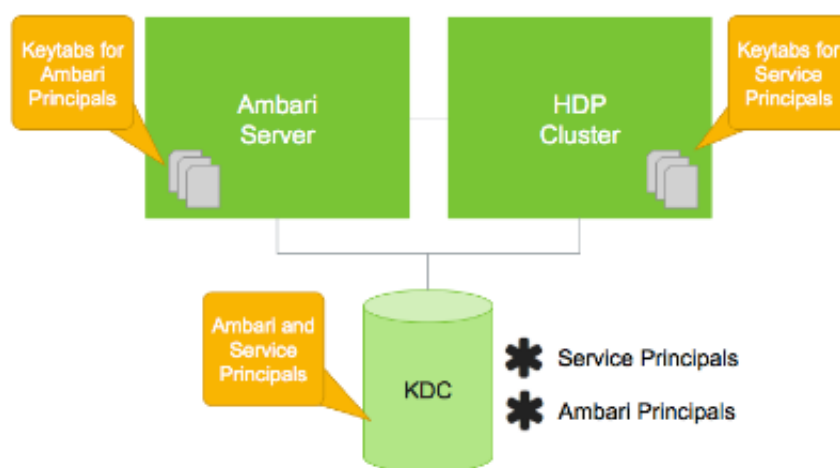 Keytabs for
Ambari
Principals
Ambari
Server
HDP
Cluster
Keytabs for
Service
Principals
Ambari and
Service
Principals
KDC
Service Principals
Ambari Principals